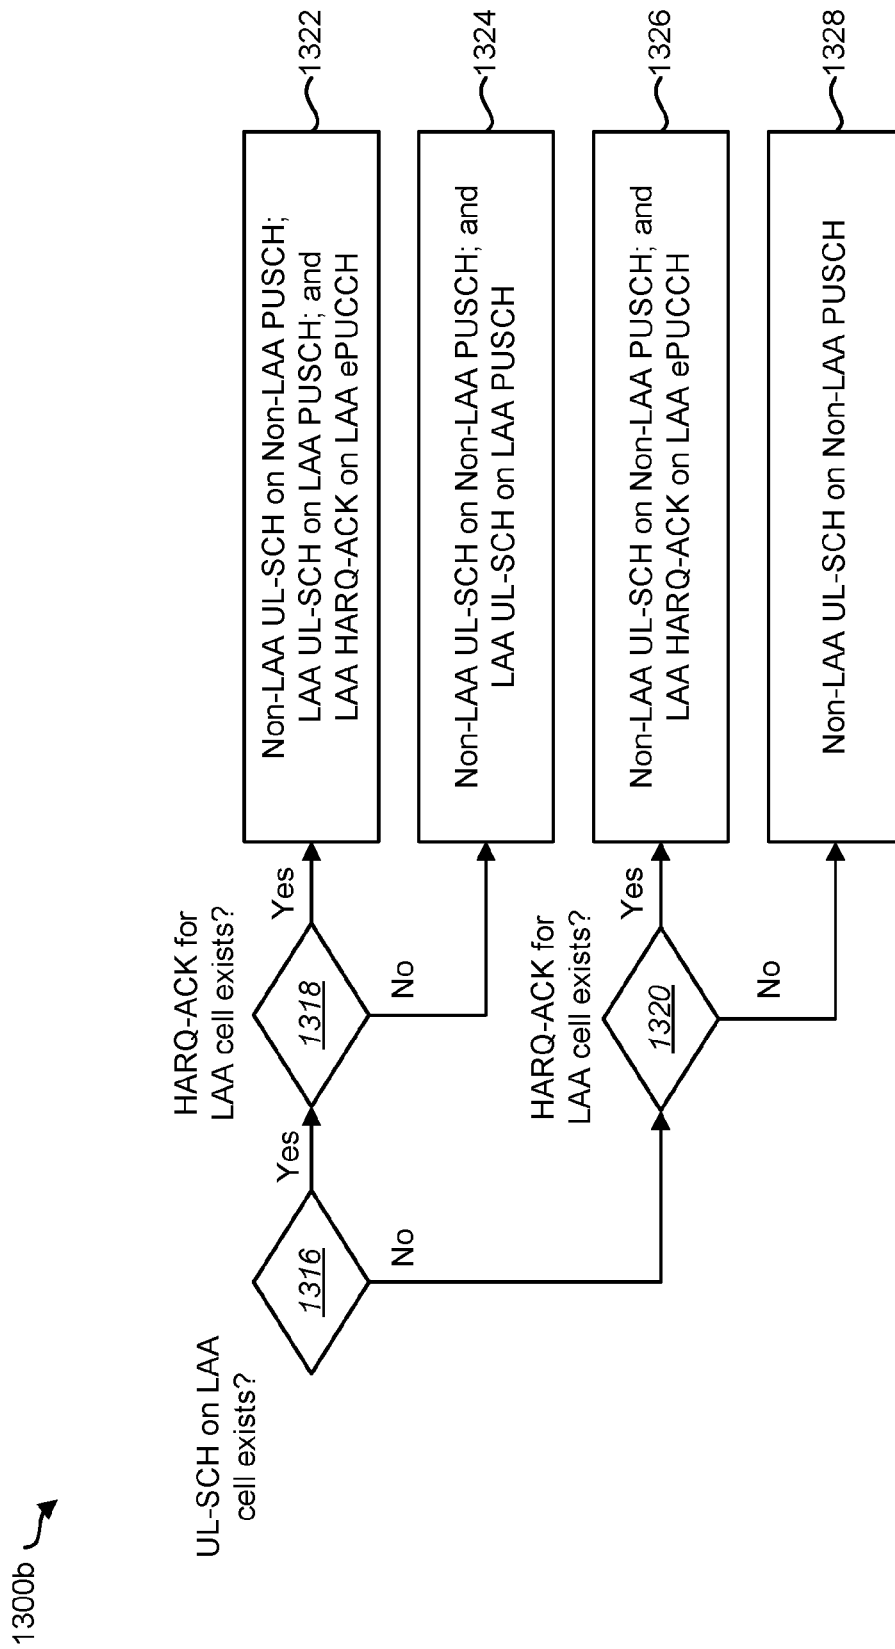 1300b
UL-SCH on LAA
cell exists?
1316
Yes
No
HARQ-ACK for
LAA cell exists?
1318
Yes
No
HARQ-ACK for
LAA cell exists?
1320
Yes
No
Non-LAA UL-SCH on Non-LAA PUSCH;
LAA UL-SCH on LAA PUSCH; and
LAA HARQ-ACK on LAA ePUCCH
1322
Non-LAA UL-SCH on Non-LAA PUSCH; and
LAA UL-SCH on LAA PUSCH
1324
Non-LAA UL-SCH on Non-LAA PUSCH; and
LAA HARQ-ACK on LAA ePUCCH
1326
Non-LAA UL-SCH on Non-LAA PUSCH
1328